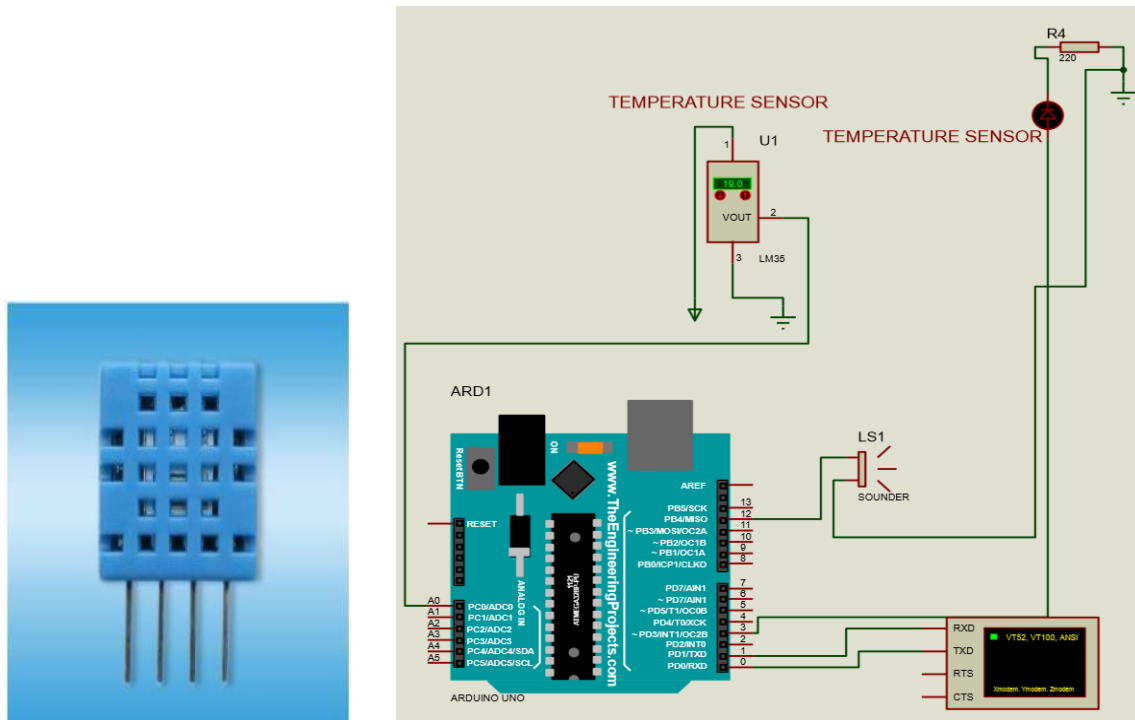 R4
220
TEMPERATURE SENSOR
TEMPERATURE SENSOR
U1
1
19.0
2
VOUT
3
LM35
ARD1
LS1
SOUNDER
ResetBTN
ON
www.TheEngineeringProjects.com
ANALOG IN
RESET
AREF
PB5/SCK 13
PB4/MISO 12
~ PB3/MOSI/OC2A 11
~ PB2/OC1B 10
~ PB1/OC1A 9
PB0/ICP1/CLKO 8
PD7/AIN1 7
~ PD7/AIN1 6
~ PD5/T1/OC0B 5
PD4/T0/XCK 4
~ PD3/INT1/OC2B 3
PD2/INT0 2
PD1/TXD 1
PD0/RXD 0
A0 PC0/ADC0
A1 PC1/ADC1
A2 PC2/ADC2
A3 PC3/ADC3
A4 PC4/ADC4/SDA
A5 PC5/ADC5/SCL
ARDUINO UNO
RXD
TXD
RTS
CTS
VT52, VT100, ANSI
Xmodem, Ymodem, Zmodem